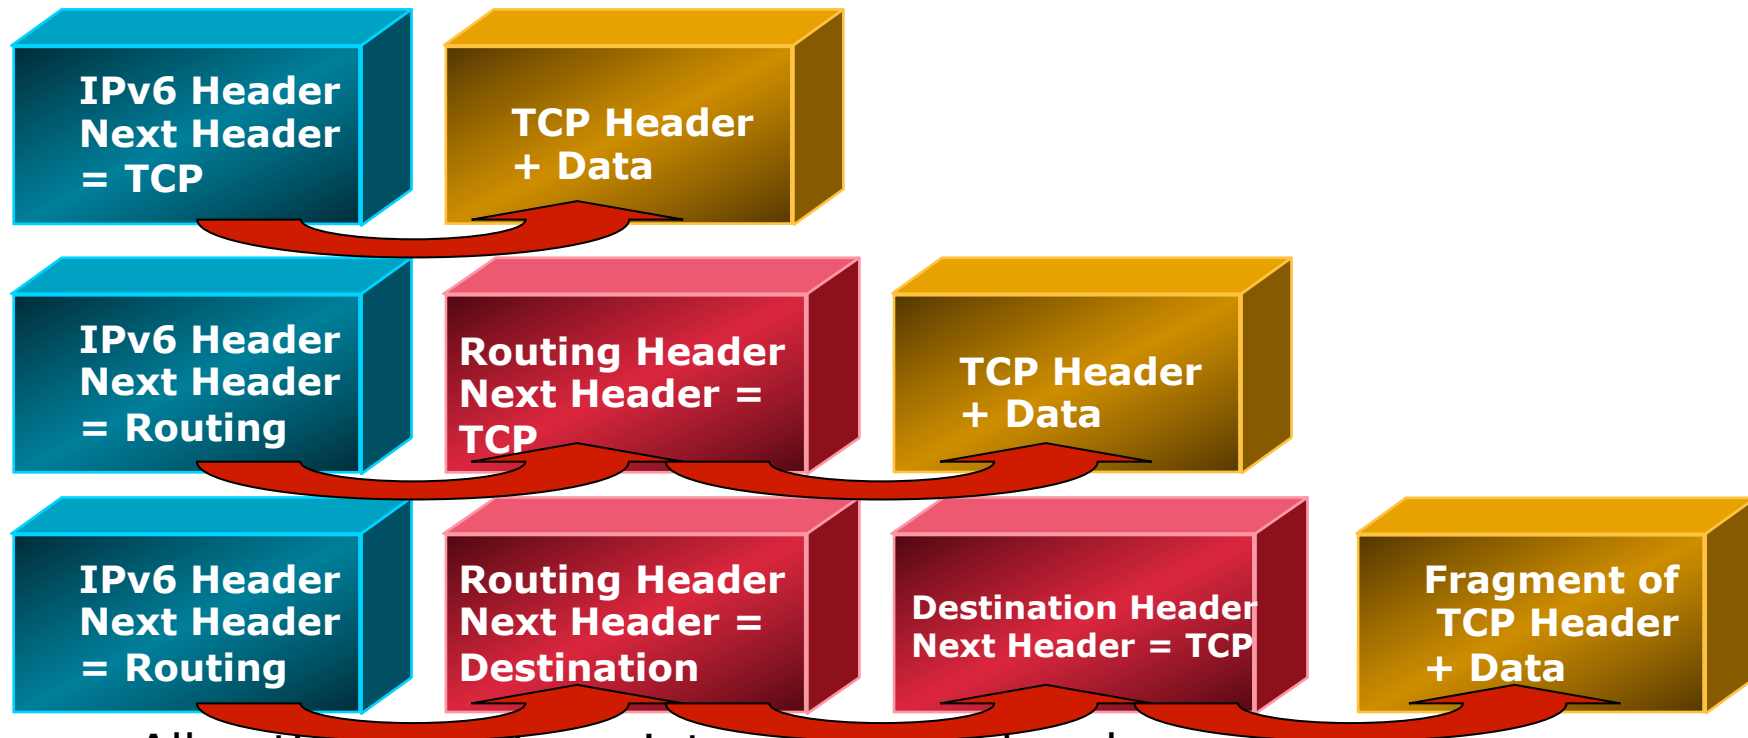 IPv6 Header
Next Header
= TCP
TCP Header
+ Data
IPv6 Header
Next Header
= Routing
Routing Header
Next Header =
TCP
TCP Header
+ Data
IPv6 Header
Next Header
= Routing
Routing Header
Next Header =
Destination
Destination Header
Next Header = TCP
Fragment of
TCP Header
+ Data